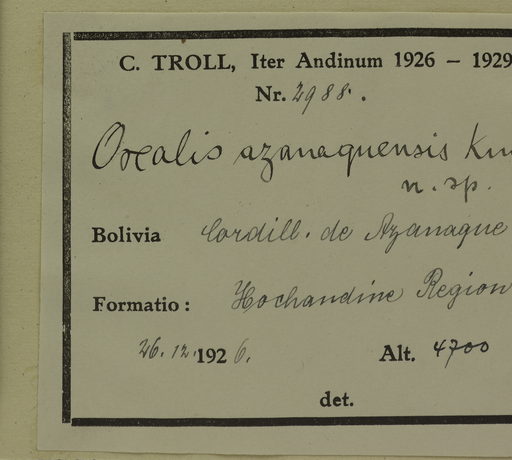 C. TROLL, Iter Andinum 1926 – 1929
Nr. 2988.
Oxalis azanaquensis Knu
n. sp.
Bolivia Cordill. de Azanaque
Formatio: Hochandine Region
26. 12. 1926. Alt. 4700
det.